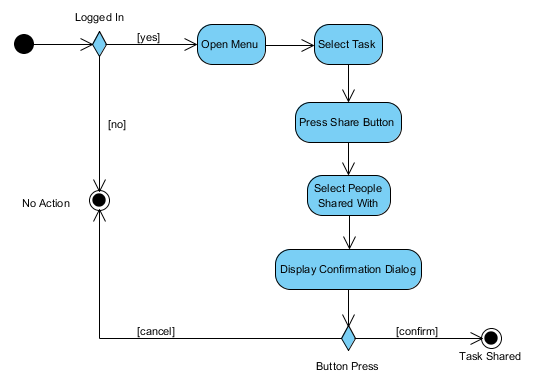 Logged In
[yes]
Open Menu
Select Task
[no]
Press Share Button
Select People
Shared With
No Action
Display Confirmation Dialog
[cancel]
[confirm]
Task Shared
Button Press